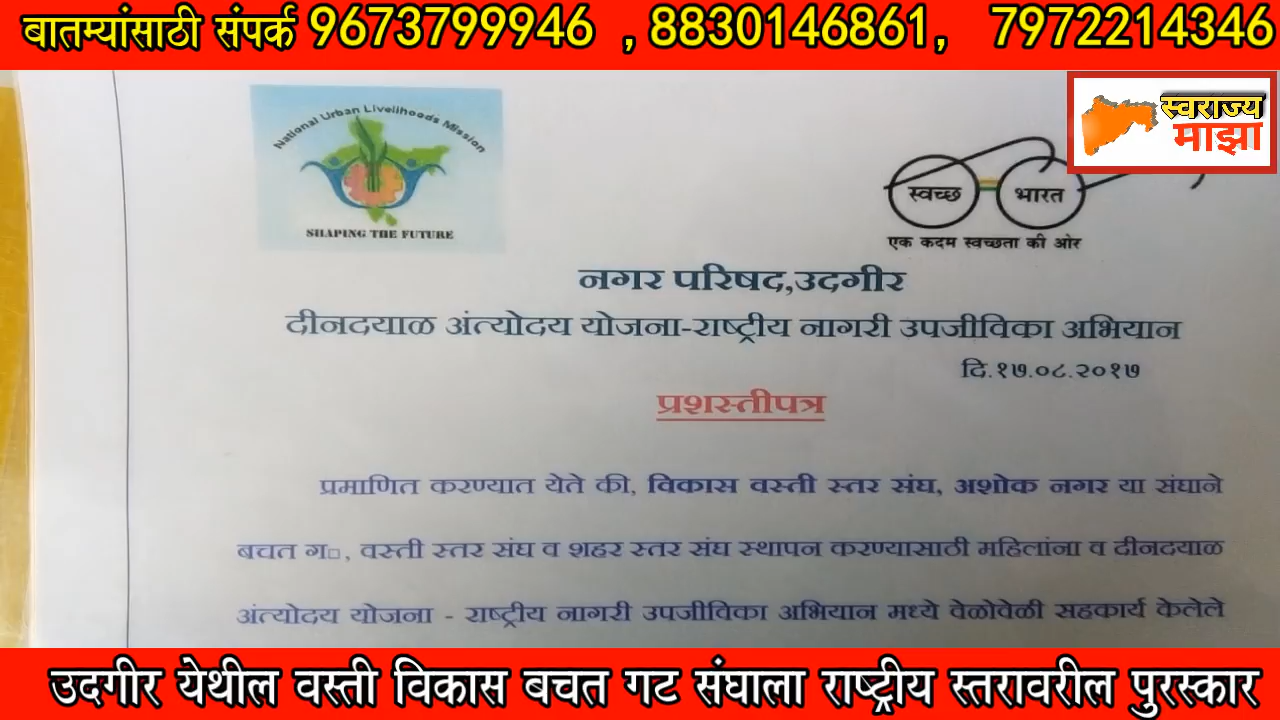 बातम्यांसाठी संपर्क 9673799946 , 8830146861, 7972214346
स्वराज्य
माझा
National Urban Livelihoods Mission
SHAPING THE FUTURE
स्वच्छ भारत
एक कदम स्वच्छता की ओर
नगर परिषद,उदगीर
दीनदयाळ अंत्योदय योजना-राष्ट्रीय नागरी उपजीविका अभियान
दि.१७.०८.२०१७
प्रशस्तीपत्र
प्रमाणित करण्यात येते की, विकास वस्ती स्तर संघ, अशोक नगर या संघाने
बचत ग□, वस्ती स्तर संघ व शहर स्तर संघ स्थापन करण्यासाठी महिलांना व दीनदयाळ
अंत्योदय योजना - राष्ट्रीय नागरी उपजीविका अभियान मध्ये वेळोवेळी सहकार्य केलेले
उदगीर येथील वस्ती विकास बचत गट संघाला राष्ट्रीय स्तरावरील पुरस्कार